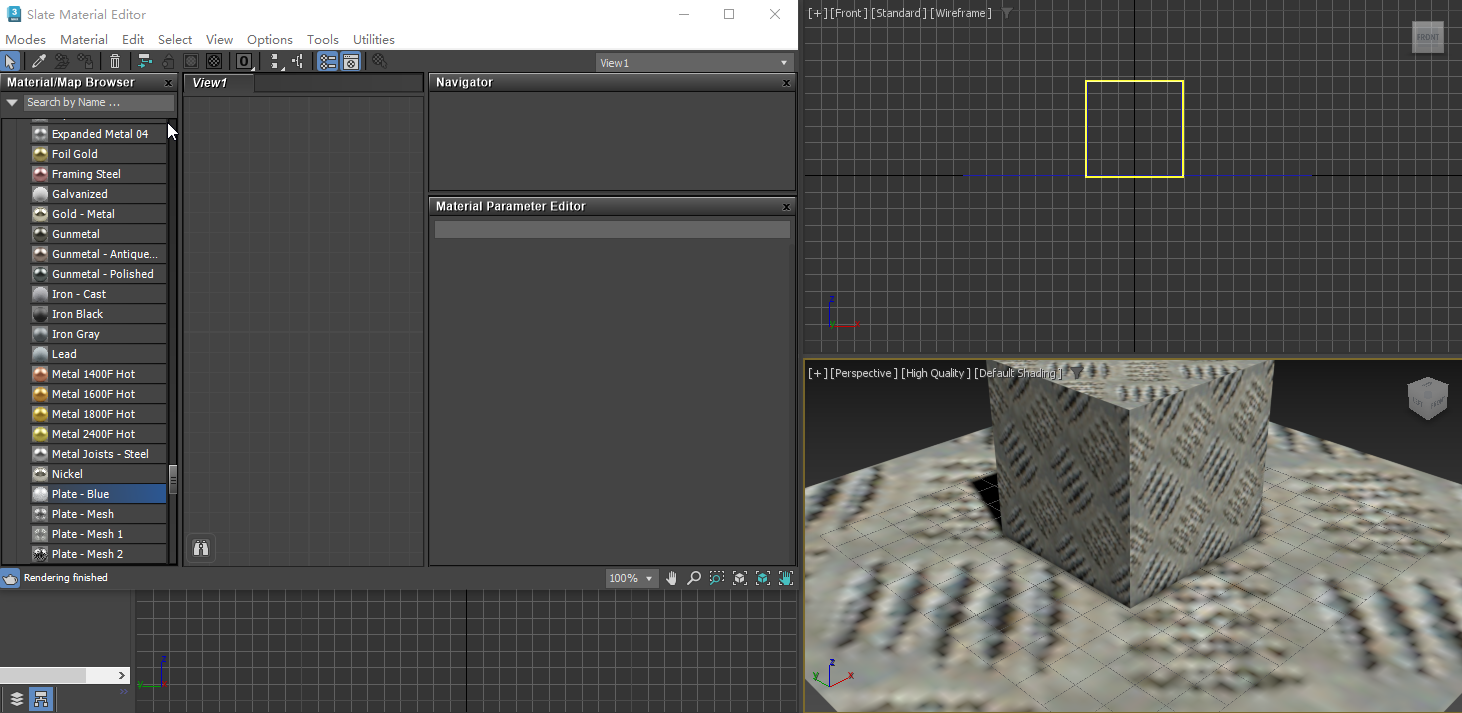 Slate Material Editor
Modes Material Edit Select View Options Tools Utilities
View1
Material/Map Browser
Search by Name ...
Expanded Metal 04
Foil Gold
Framing Steel
Galvanized
Gold - Metal
Gunmetal
Gunmetal - Antique...
Gunmetal - Polished
Iron - Cast
Iron Black
Iron Gray
Lead
Metal 1400F Hot
Metal 1600F Hot
Metal 1800F Hot
Metal 2400F Hot
Metal Joists - Steel
Nickel
Plate - Blue
Plate - Mesh
Plate - Mesh 1
Plate - Mesh 2
Rendering finished
View1
Navigator
Material Parameter Editor
100%
z
y
x
[+] [Front ] [Standard ] [Wireframe ]
FRONT
z
y
x
[+] [Perspective ] [High Quality ] [Default Shading ]
z
y
x